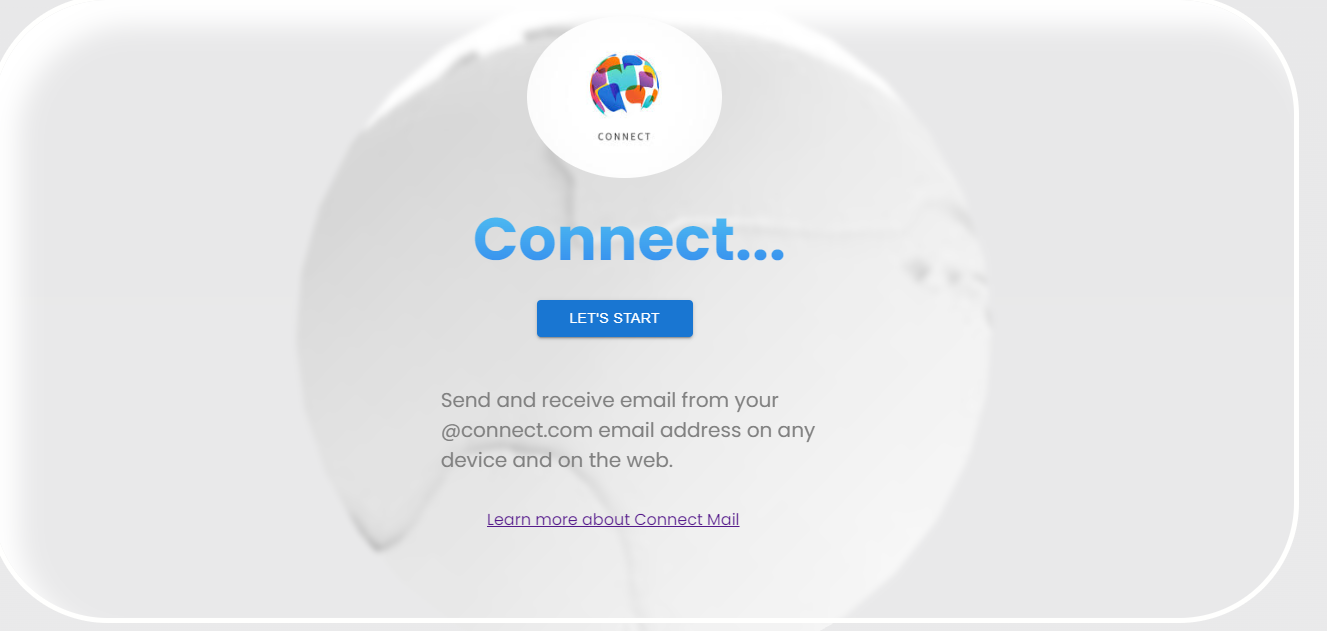 CONNECT
Connect...
LET'S START
Send and receive email from your
@connect.com email address on any
device and on the web.
Learn more about Connect Mail